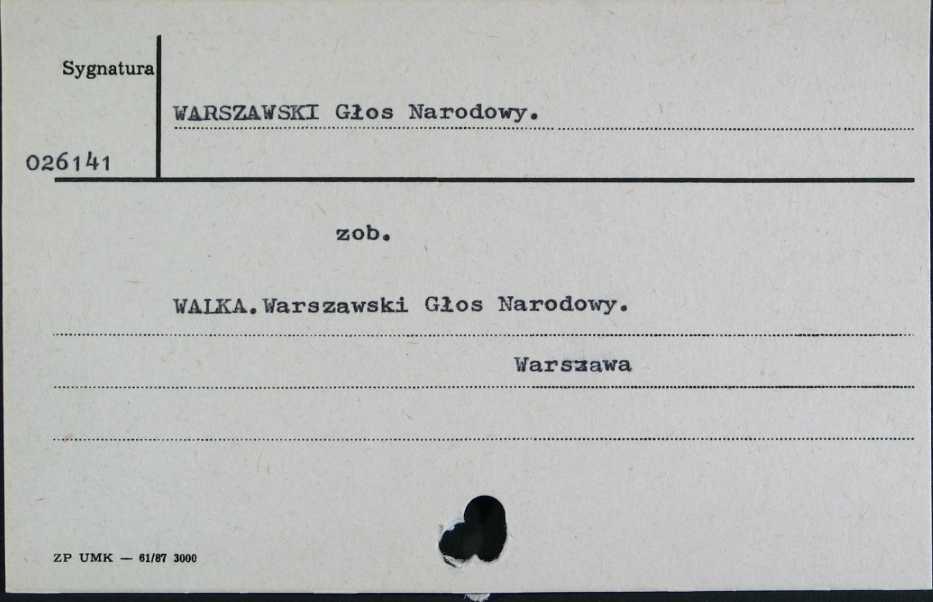 Sygnatura
WARSZAWSKI Głos Narodowy.
026141
zob.
WALKA.Warszawski Głos Narodowy.
Warszawa
ZP UMK — 61/87 3000